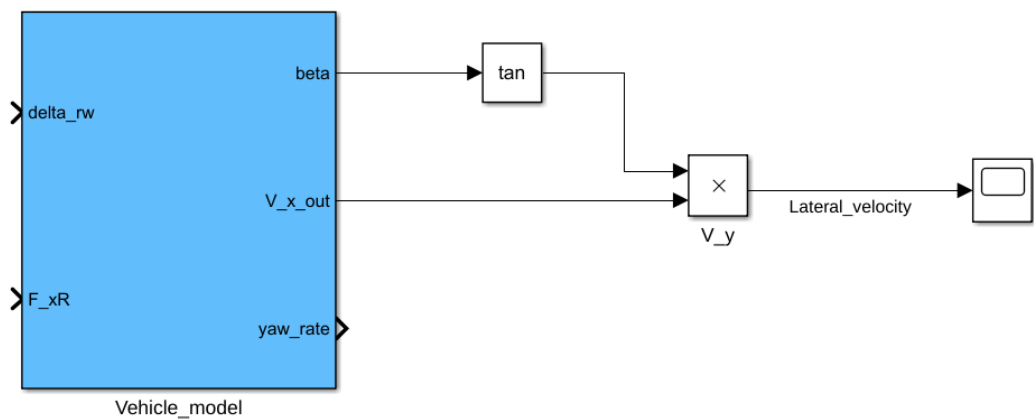 beta
tan
delta_rw
V_x_out
×
Lateral_velocity
V_y
F_xR
yaw_rate
Vehicle_model